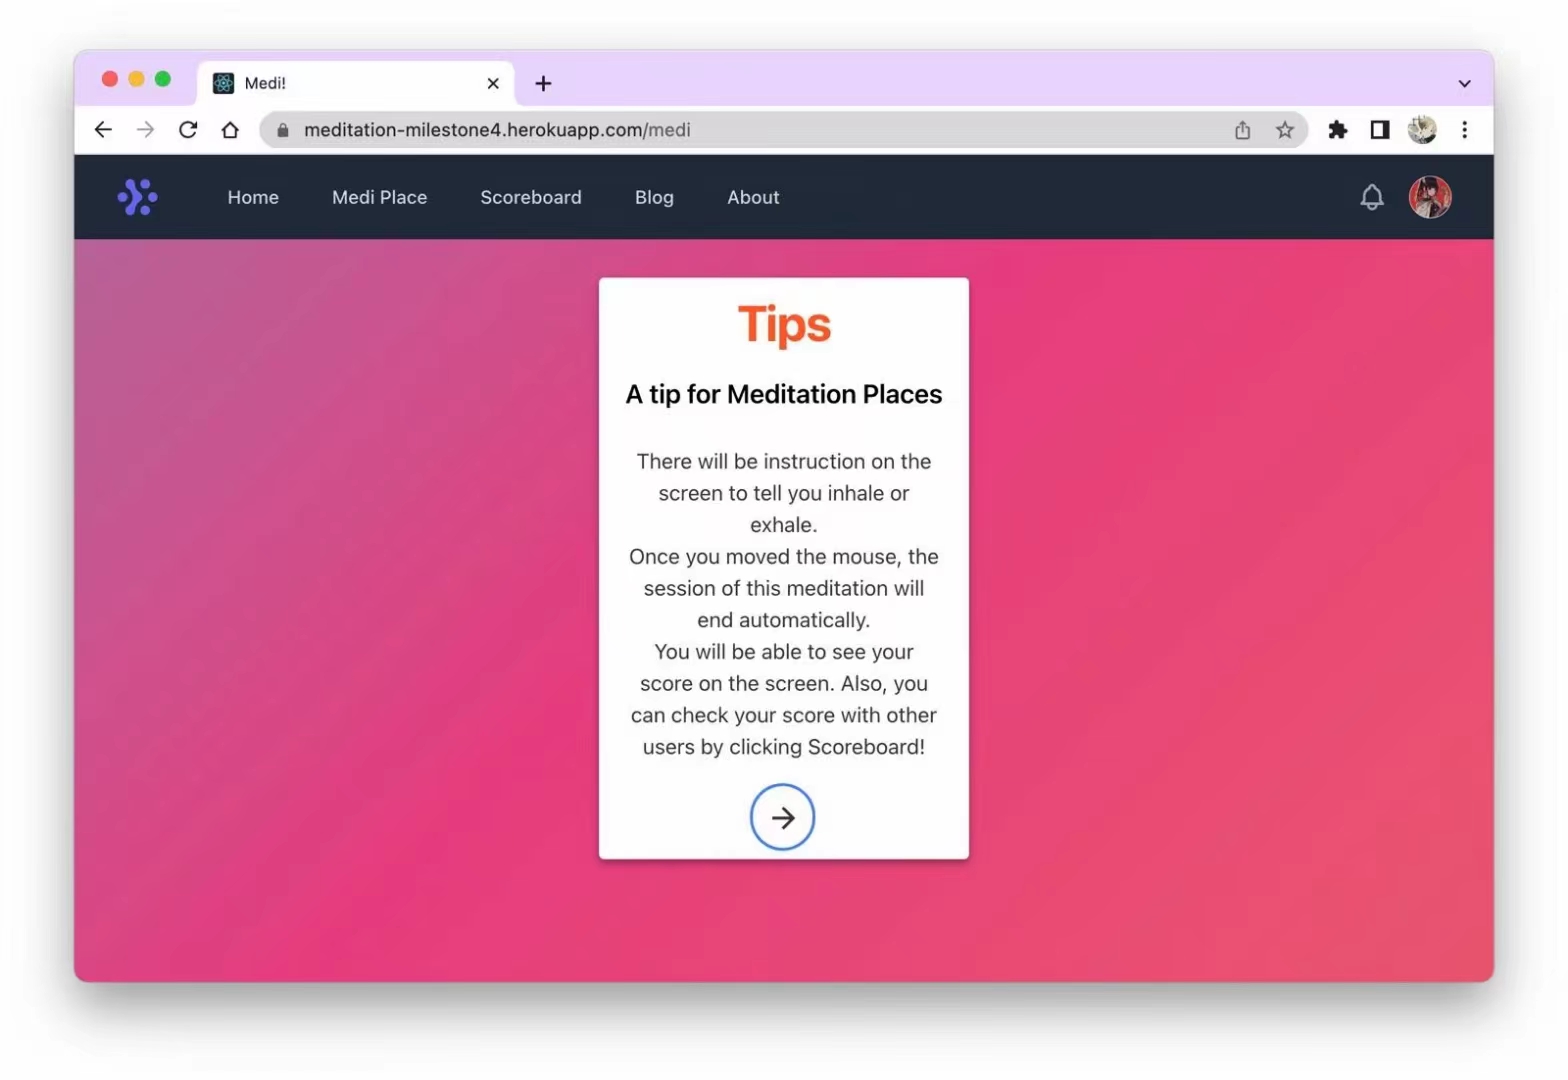 Medi!
meditation-milestone4.herokuapp.com/medi
Home Medi Place Scoreboard Blog About
Tips
A tip for Meditation Places
There will be instruction on the
screen to tell you inhale or
exhale.
Once you moved the mouse, the
session of this meditation will
end automatically.
You will be able to see your
score on the screen. Also, you
can check your score with other
users by clicking Scoreboard!